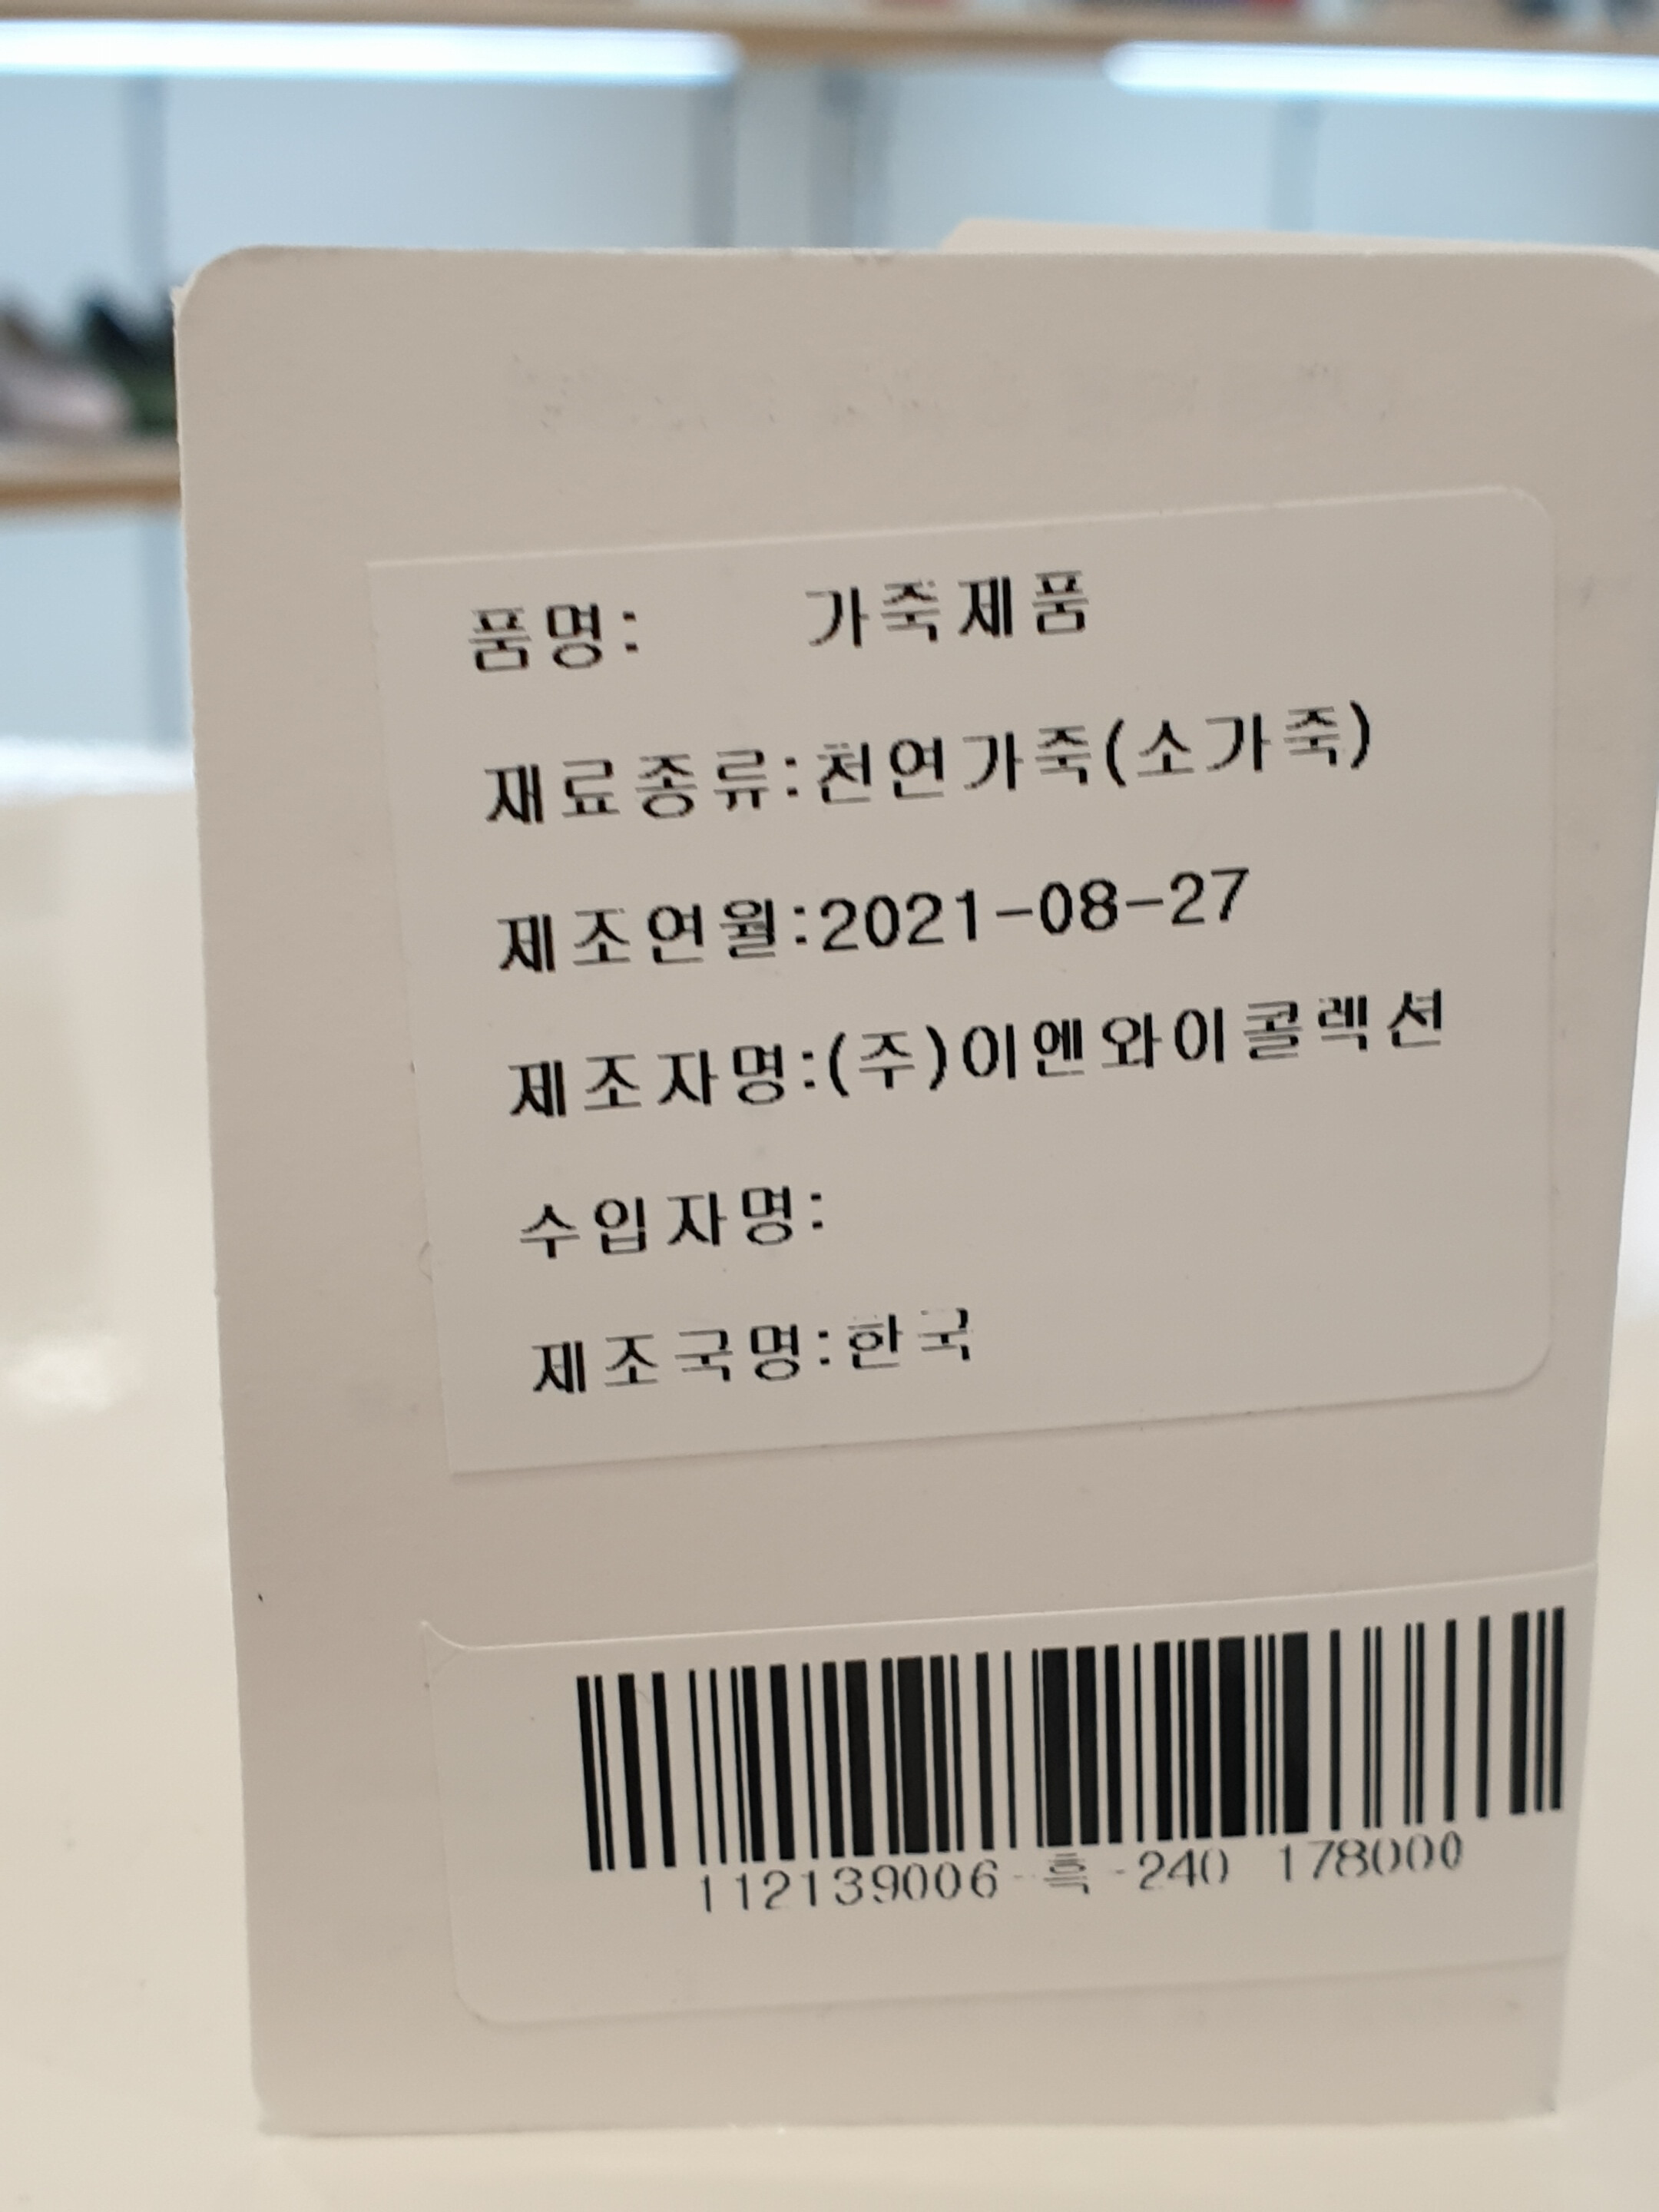 품명: 가죽제품
재료종류:천연가죽(소가죽)
제조연월:2021-08-27
제조자명:(주)이엔와이콜렉션
수입자명:
제조국명:한국
112139006-흑-240 178000